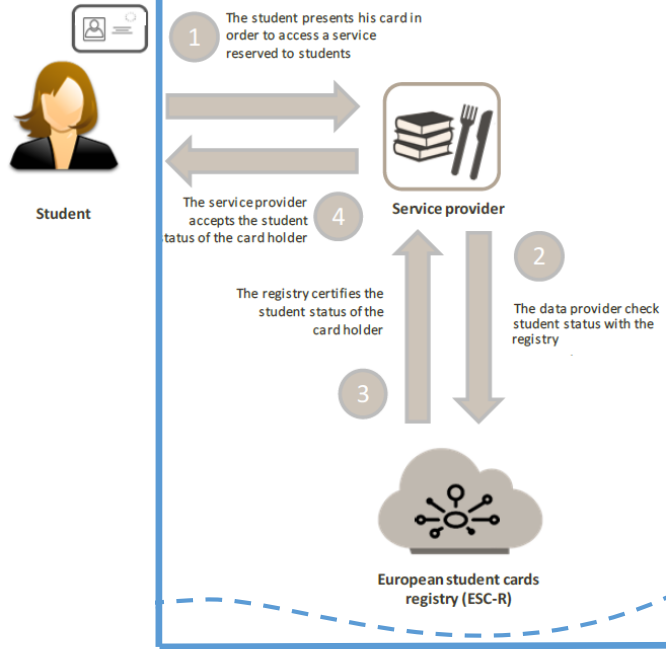 1
The student presents his card in
order to access a service
reserved to students
Student
Service provider
The service provider
accepts the student
tatus of the card holder
4
2
The data provider check
student status with the
registry
The registry certifies the
student status of the
card holder
3
European student cards
registry (ESC-R)